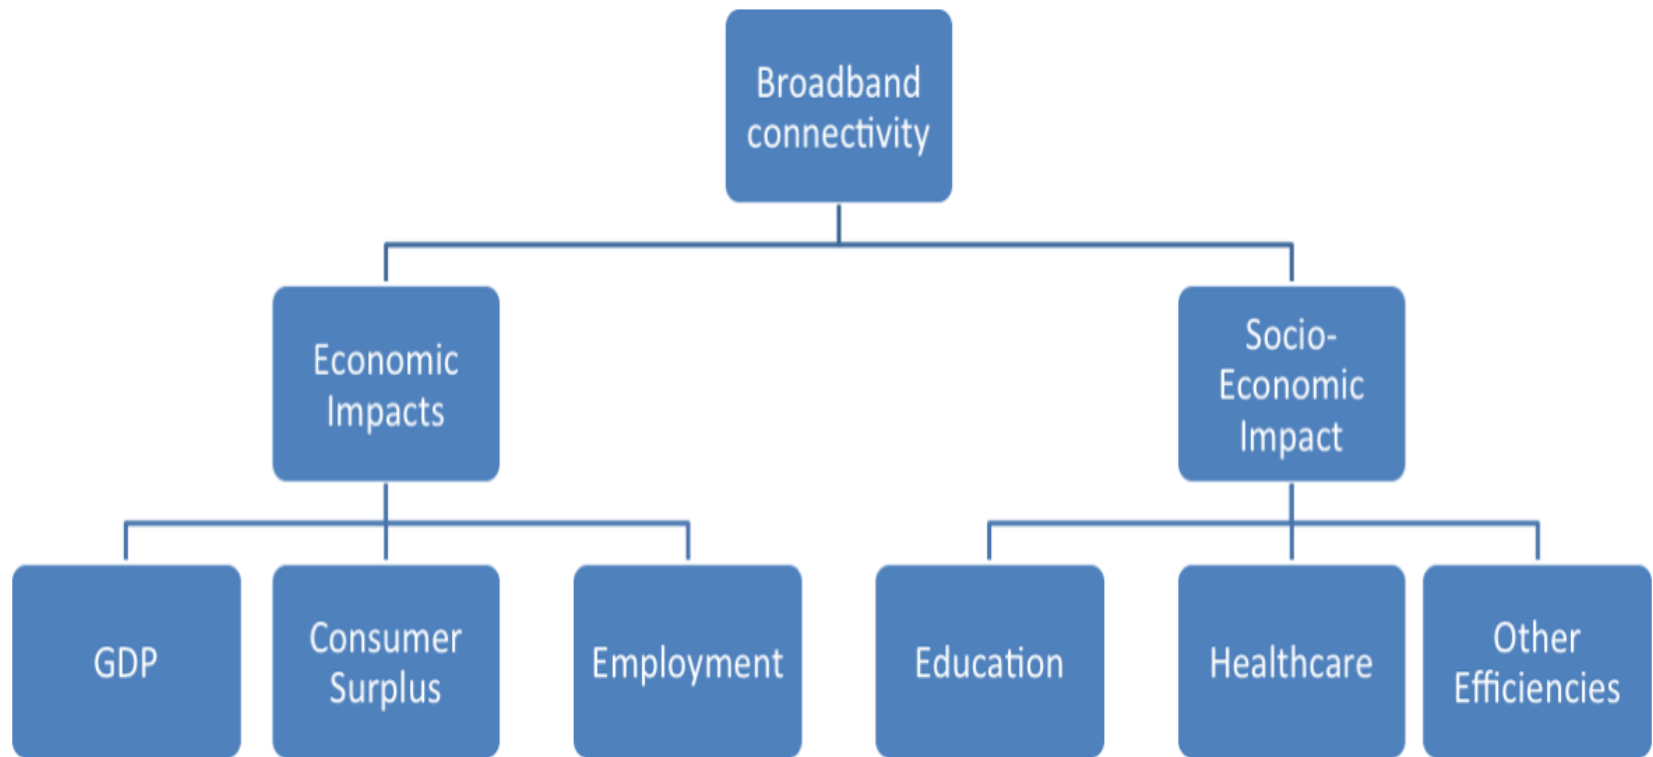 Broadband
connectivity
Economic
Impacts
Socio-
Economic
Impact
GDP
Consumer
Surplus
Employment
Education
Healthcare
Other
Efficiencies